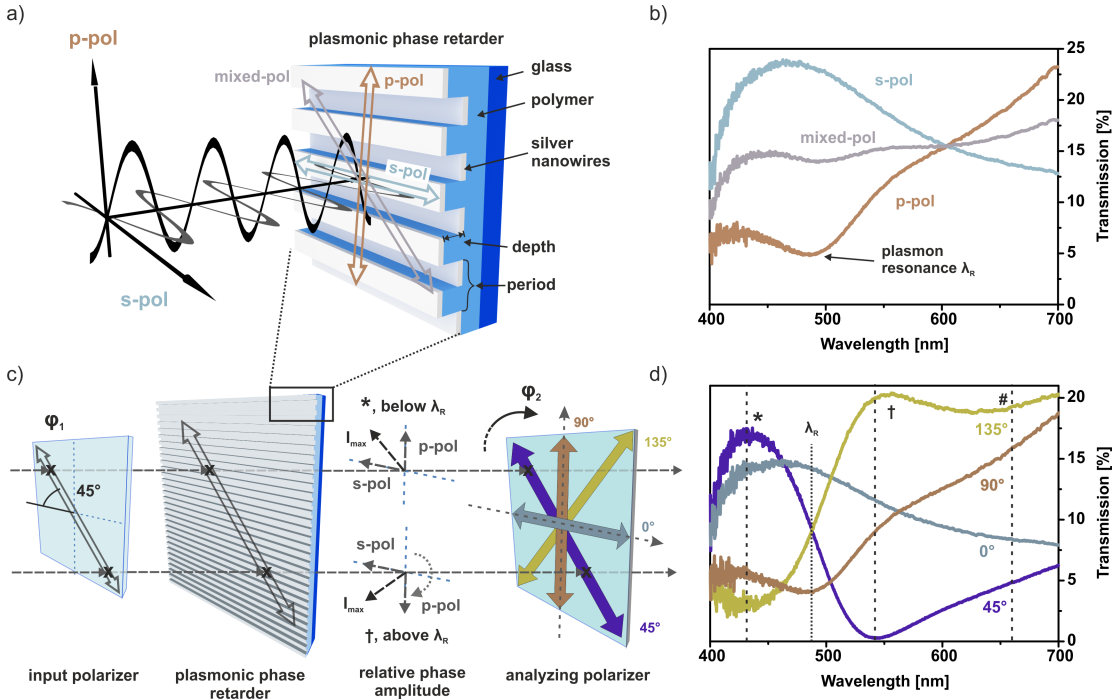 a)
p-pol
s-pol
plasmonic phase retarder
mixed-pol
p-pol
s-pol
glass
polymer
silver
nanowires
depth
period
b)
s-pol
mixed-pol
p-pol
plasmon
resonance λR
0
5
10
15
20
25
Transmission [%]
400
500
600
700
Wavelength [nm]
c)
φ1
45°
input polarizer
plasmonic phase
retarder
*, below λR
Imax
p-pol
s-pol
s-pol
Imax
p-pol
†, above λR
relative phase
amplitude
φ2
90°
135°
0°
45°
analyzing polarizer
d)
*
λR
†
#
135°
90°
0°
45°
0
5
10
15
20
Transmission [%]
400
500
600
700
Wavelength [nm]